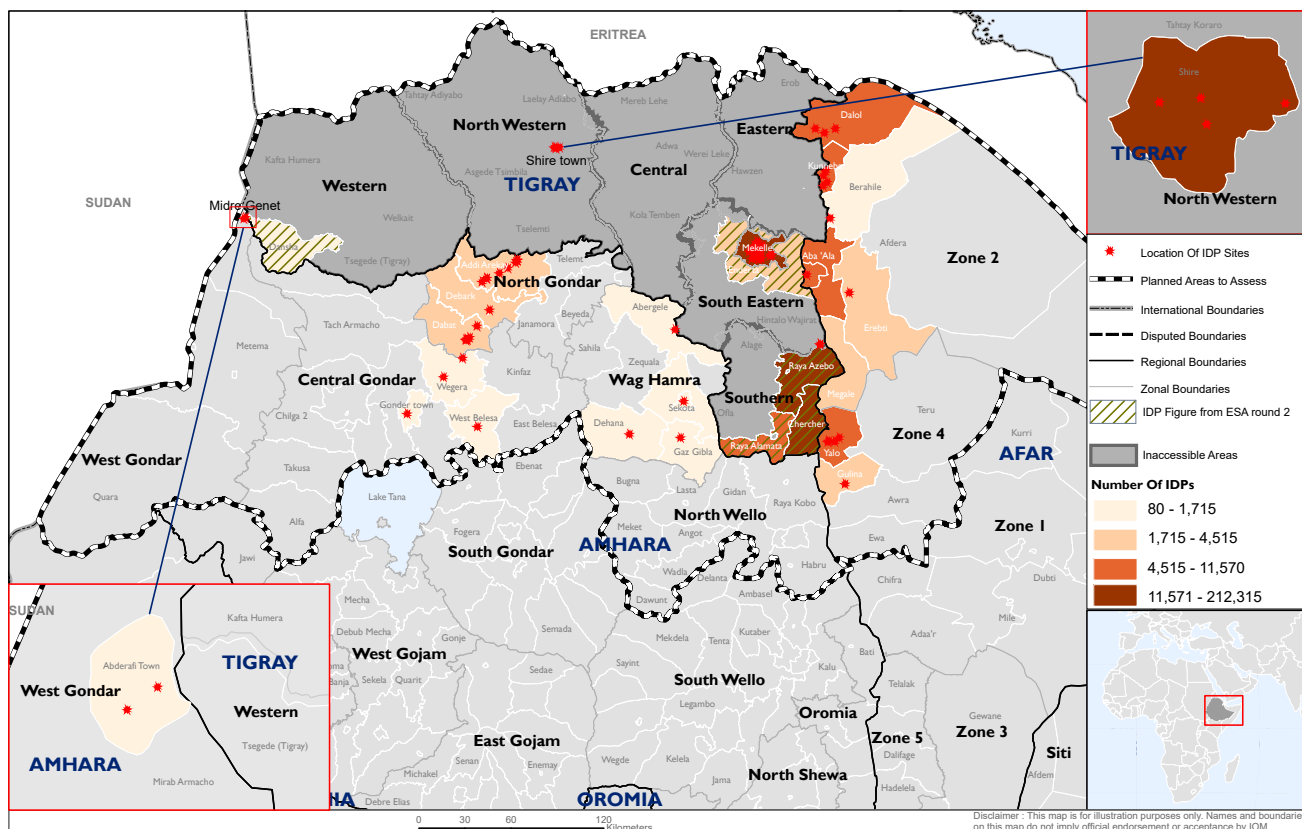 ERITREA
SUDAN
Tahtay Koraro
Shire
TIGRAY
North Western
Tahtay Adiyabo
Laelay Adiabo
Mereb Lehe
Erob
North Western
Eastern
Dalol
Adwa
Werei Leke
Shire town
Kafta Humera
Asgede Tsimbila
Central
Hawzen
Kunneba
Western
TIGRAY
Berahile
Midre Genet
Welkait
Kola Temben
Dansha
Tselemti
Afdera
Zone 2
Tsegede (Tigray)
Telemt
Mekelle
Aba 'Ala
North Gondar
Debark
South Eastern
Abergele
Hintalo Wajirat
Erebti
Tach Armacho
Dabat
Janamora
Beyeda
Metema
Sahila
Alage
Zequala
Raya Azebo
Central Gondar
Kinfaz
Wag Hamra
Wegera
Southern
Megale
Gonder town
Sekota
Ofla
Teru
Chilga 2
West Belesa
East Belesa
Dehana
Chercher
Zone 4
Kurri
Raya Alamata
Yalo
Gaz Gibla
AFAR
West Gondar
Takusa
Ebenat
Gulina
Bugna
Lasta
Gidan
Quara
Lake Tana
Raya Kobo
Awra
North Wello
Alfa
Fogera
Meket
Angot
Zone 1
Ewa
Jawi
South Gondar
AMHARA
Habru
Wadla
Delanta
Chifra
Dubti
Dawunt
Ambasel
Mecha
Semada
Mekdela
Kutaber
Mile
Debub Mecha
Gonje
Tenta
Adaa'r
West Gojam
Sayint
Kalu
Bati
Banja
Sekela
Quarit
Sedae
South Wello
Telalak
Legambo
Oromia
Gewane
East Gojam
Zone 5
Zone 3
Siti
Senan
Enemay
Wegde
Kelela
Dalifage
Michakel
North Shewa
Afdem
Jama
Hadelela
Debre Elias
OROMIA
SUDAN
Kafta Humera
TIGRAY
Abderafi Town
West Gondar
Western
Tsegede (Tigray)
AMHARA
Mirab Armacho
Location Of IDP Sites
Planned Areas to Assess
International Boundaries
Disputed Boundaries
Regional Boundaries
Zonal Boundaries
IDP Figure from ESA round 2
Inaccessible Areas
Number Of IDPs
80 - 1,715
1,715 - 4,515
4,515 - 11,570
11,571 - 212,315
0 30 60 120
Kilometers
Disclaimer : This map is for illustration purposes only. Names and boundarie
on this map do not imply official endorsement or acceptance by IOM